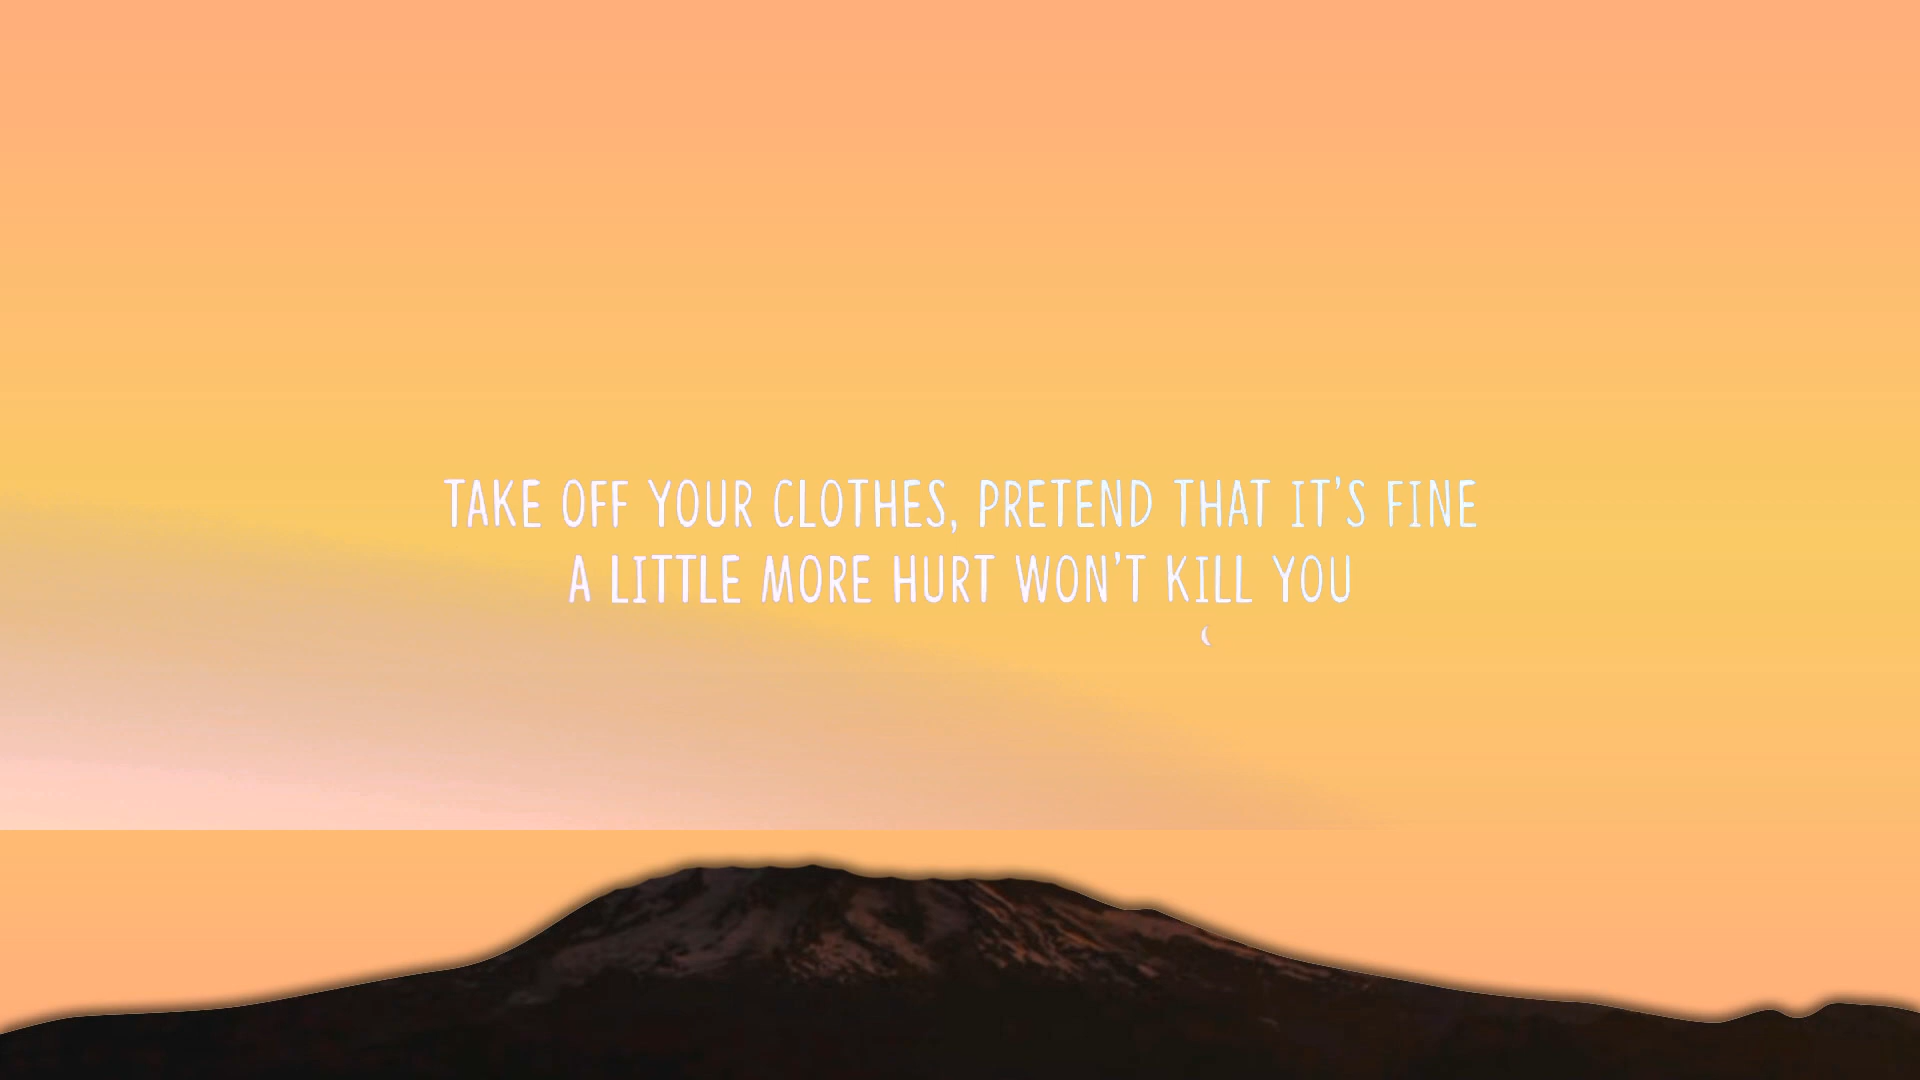 TAKE OFF YOUR CLOTHES, PRETEND THAT IT'S FINE
A LITTLE MORE HURT WON'T KILL YOU